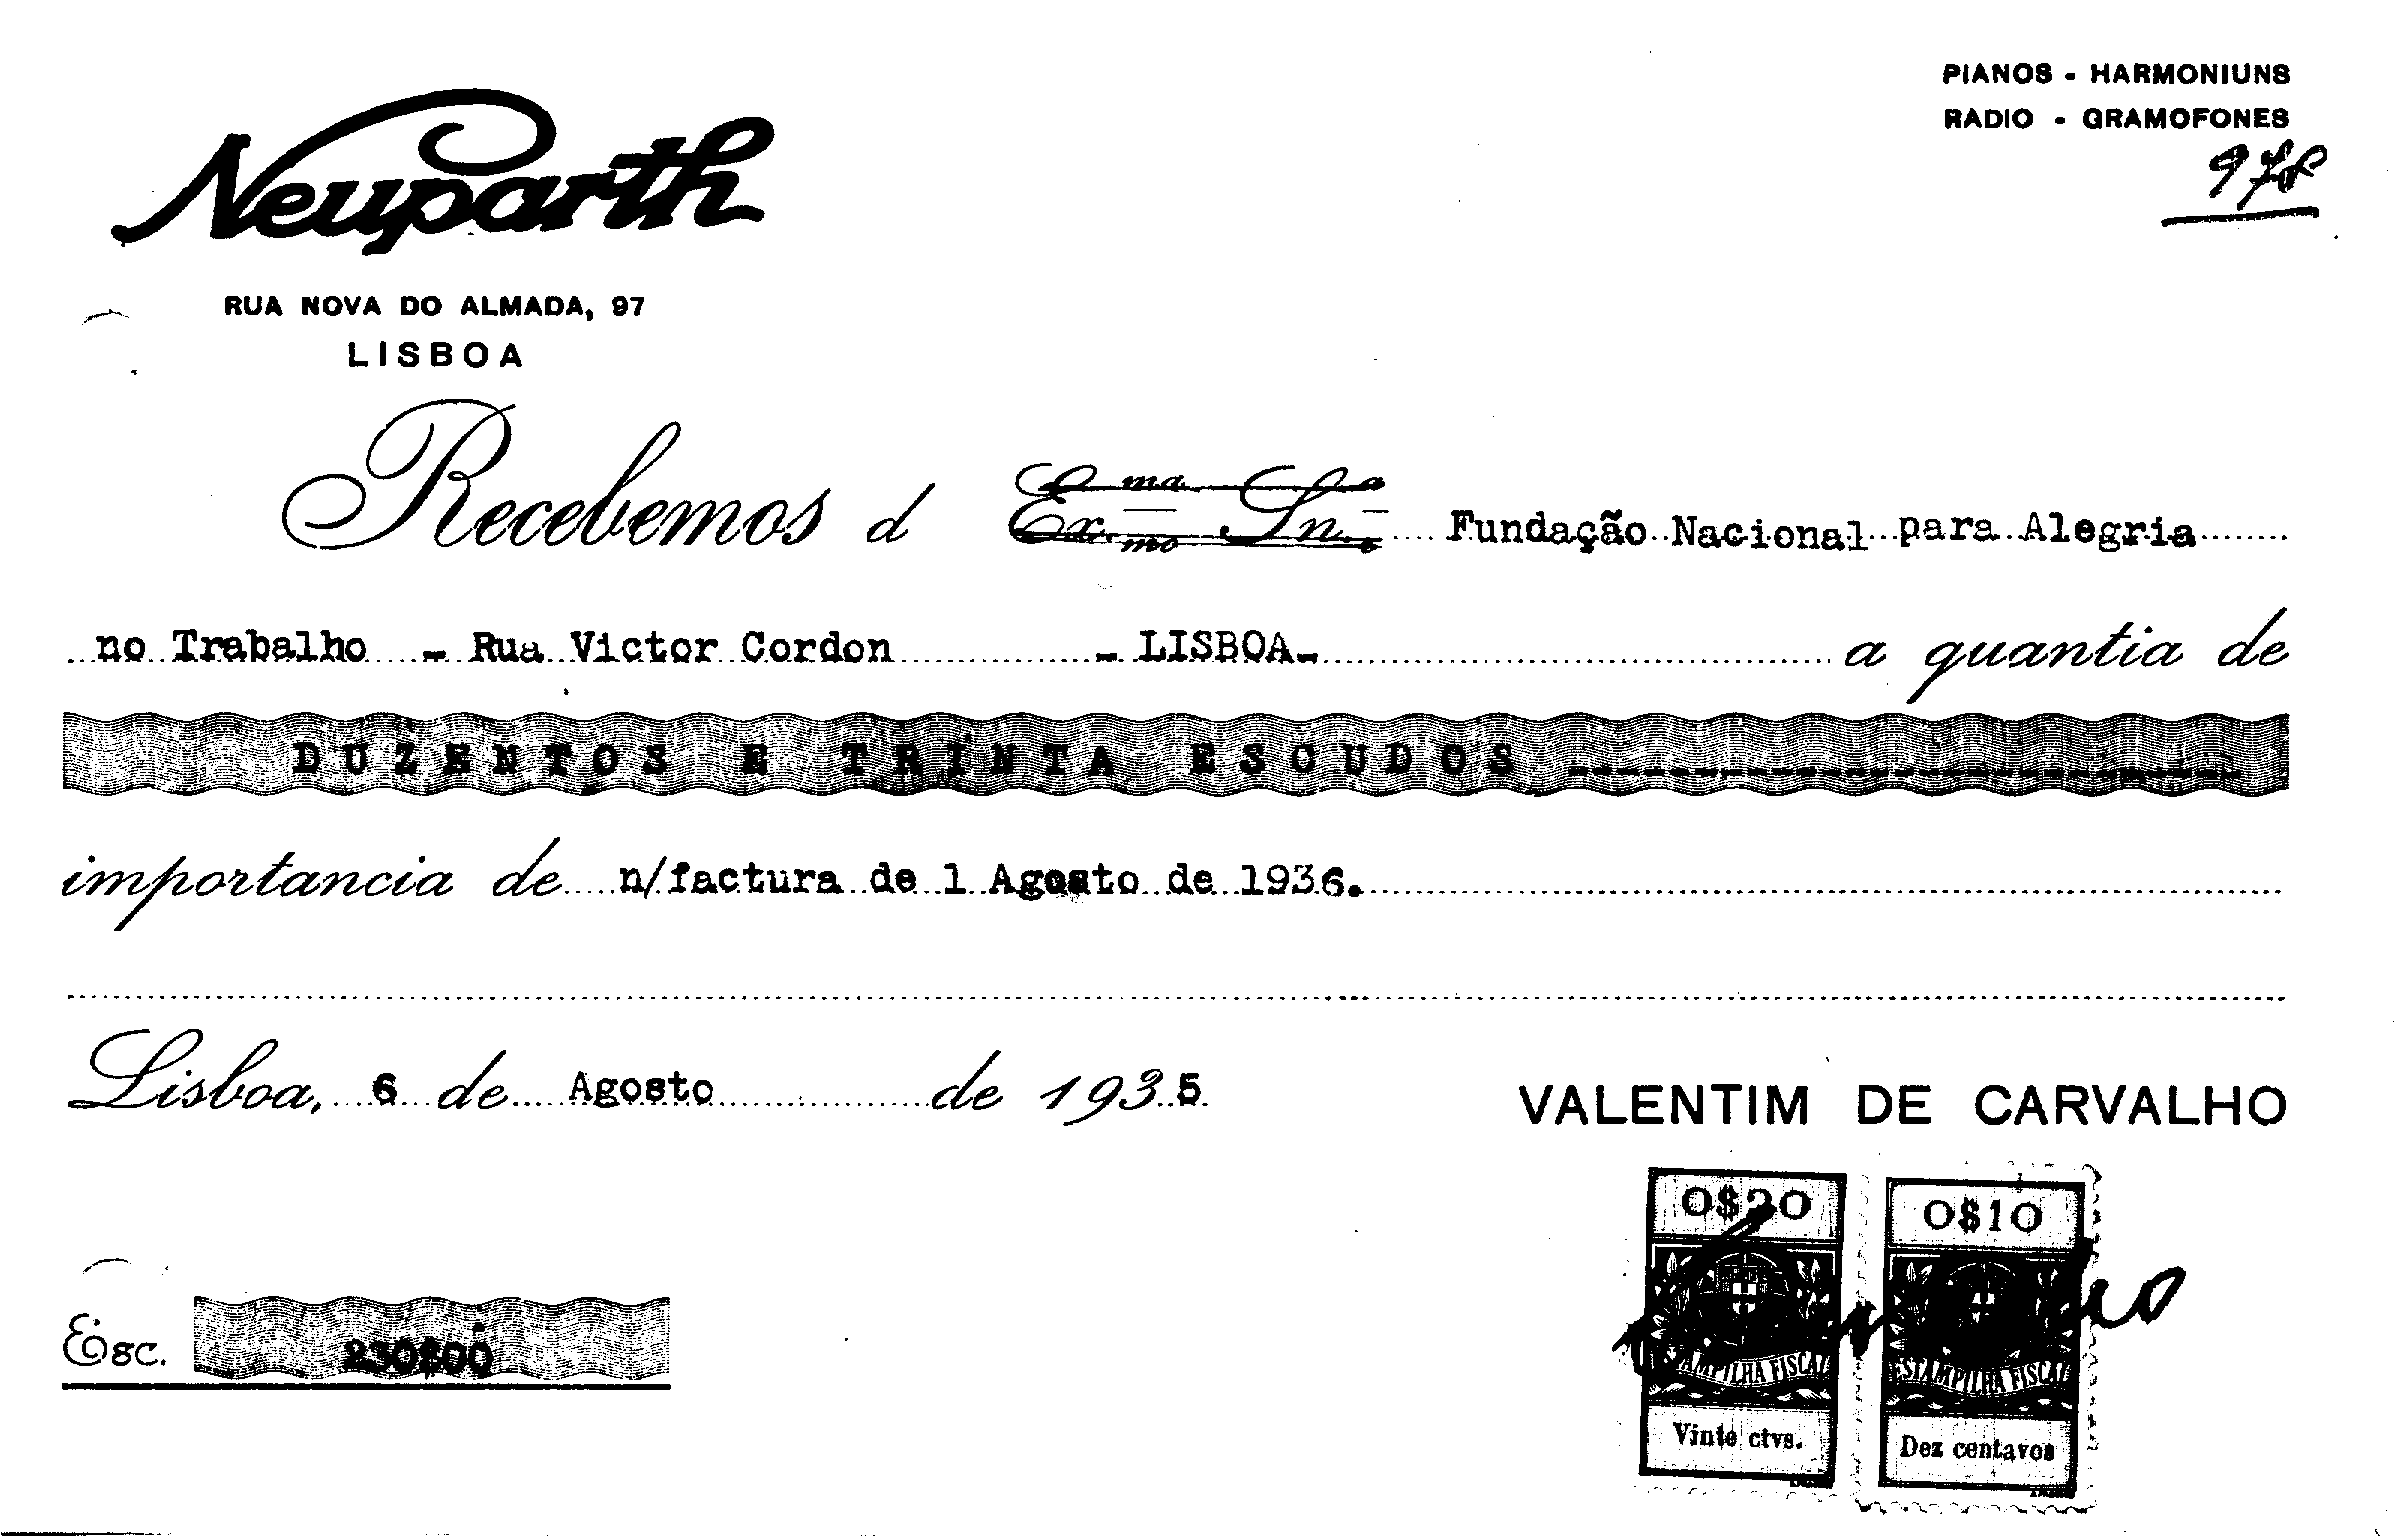 PIANOS - HARMONIUNS
RADIO - GRAMOFONES
978
Neuparth
RUA NOVA DO ALMADA, 97
LISBOA
Recebemos d Ex.ma mo Sn.a o Fundação Nacional para Alegria
no Trabalho - Rua Victor Cordon - LISBOA- a quantia de
DUZENTOS E TRINTA ESCUDOS
importancia de n/factura de 1 Agosto de 1936.
Lisboa, 6 de Agosto de 1935
VALENTIM DE CARVALHO
0$20 0$10
ESTAMPILHA FISCAL ESTAMPILHA FISCAL
Vinte ctvs. Dez centavos
Esc. 230$00